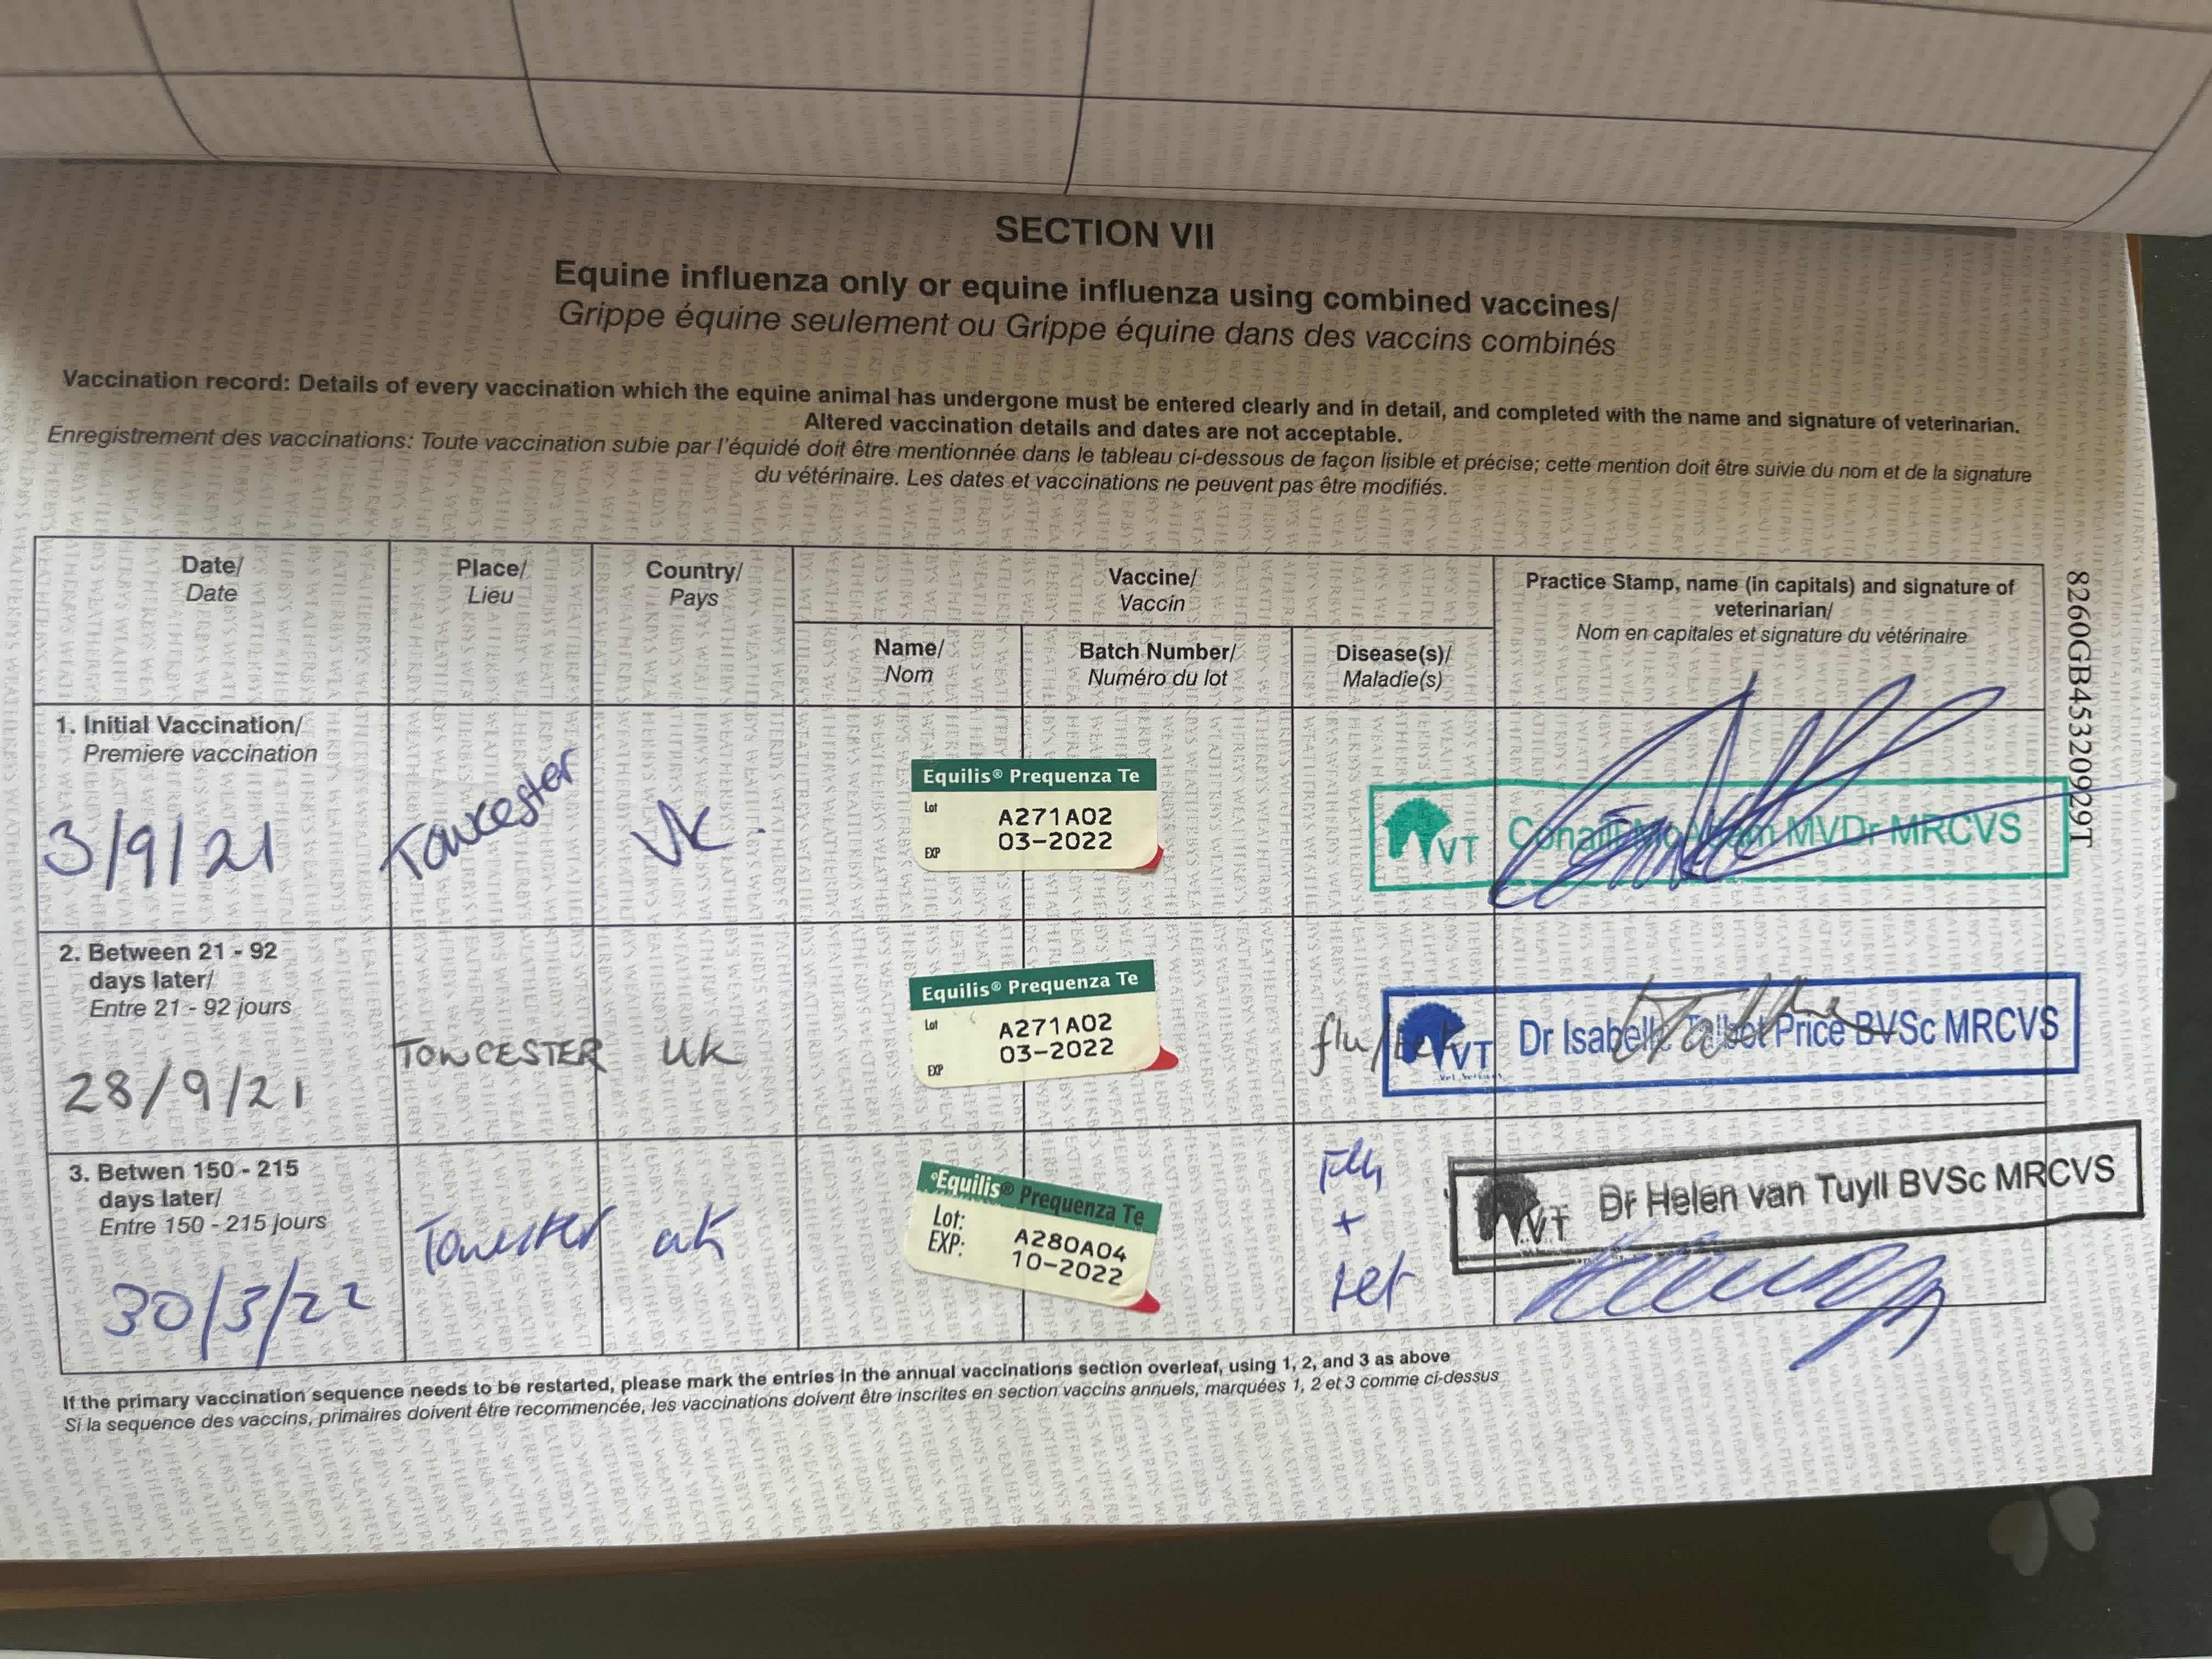 SECTION VII
Equine influenza only or equine influenza using combined vaccines/
Grippe équine seulement ou Grippe équine dans des vaccins combinés
Vaccination record: Details of every vaccination which the equine animal has undergone must be entered clearly and in detail, and completed with the name and signature of veterinarian.
Altered vaccination details and dates are not acceptable.
Enregistrement des vaccinations: Toute vaccination subie par l'équidé doit être mentionnée dans le tableau ci-dessous de façon lisible et précise; cette mention doit être suivie du nom et de la signature
du vétérinaire. Les dates et vaccinations ne peuvent pas être modifiés.
Date/
Date
Place/
Lieu
Country/
Pays
Vaccine/
Vaccin
Name/
Nom
Batch Number/
Numéro du lot
Disease(s)/
Maladie(s)
Practice Stamp, name (in capitals) and signature of
veterinarian/
Nom en capitales et signature du vétérinaire
8260GB45320929T
1. Initial Vaccination/
Premiere vaccination
3/9/21
Towcester
UK.
Equilis® Prequenza Te
Lot
A271A02
03-2022
EXP
VT
MVDr MRCVS
2. Between 21 - 92
days later/
Entre 21 - 92 jours
28/9/21
TOWCESTER
UK
Equilis® Prequenza Te
Lot
A271A02
03-2022
EXP
flu/tet
VT
Dr Isabelle Talbot Price BVSc MRCVS
3. Betwen 150 - 215
days later/
Entre 150 - 215 jours
30/3/22
Towcester
UK
Equilis® Prequenza Te
Lot: A280A04
EXP: 10-2022
Flu
+
tet
VT
Dr Helen van Tuyll BVSc MRCVS
If the primary vaccination sequence needs to be restarted, please mark the entries in the annual vaccinations section overleaf, using 1, 2, and 3 as above
Si la sequence des vaccins, primaires doivent être recommencée, les vaccinations doivent être inscrites en section vaccins annuels, marquées 1, 2 et 3 comme ci-dessus